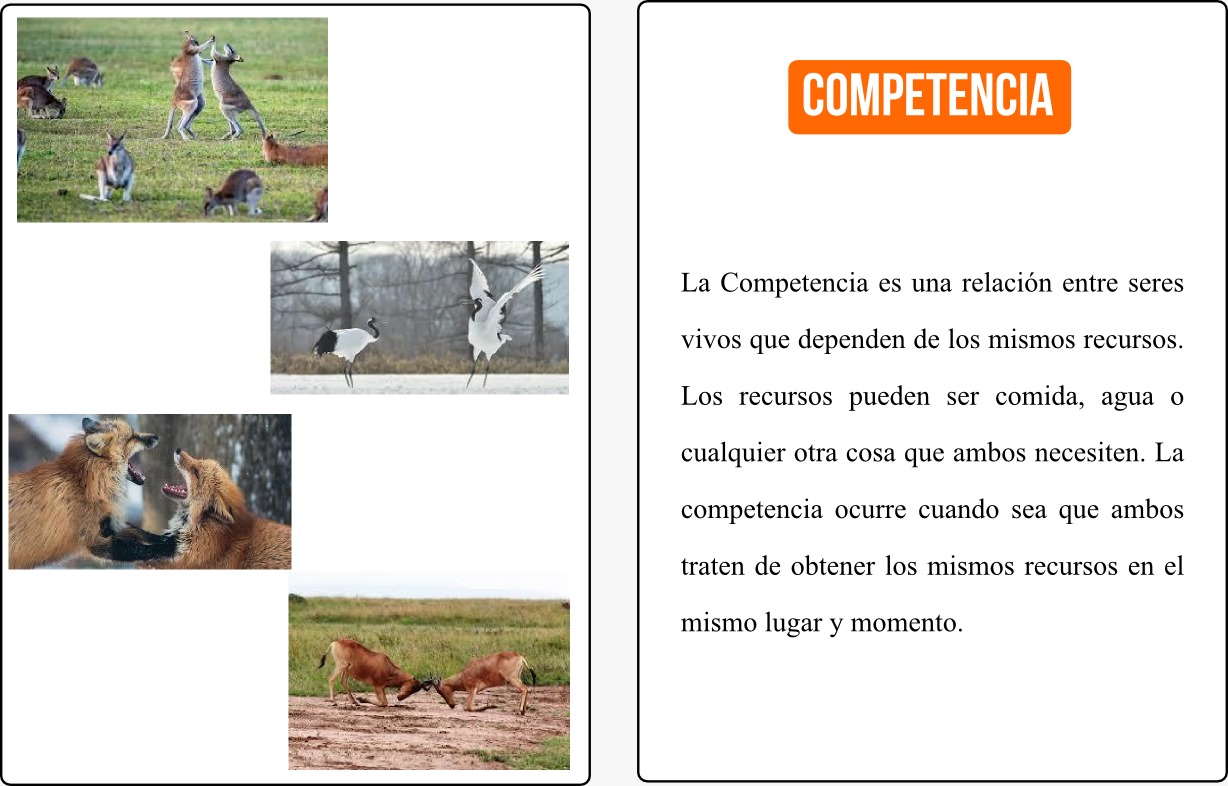 COMPETENCIA
La Competencia es una relación entre seres
vivos que dependen de los mismos recursos.
Los recursos pueden ser comida, agua o
cualquier otra cosa que ambos necesiten. La
competencia ocurre cuando sea que ambos
traten de obtener los mismos recursos en el
mismo lugar y momento.